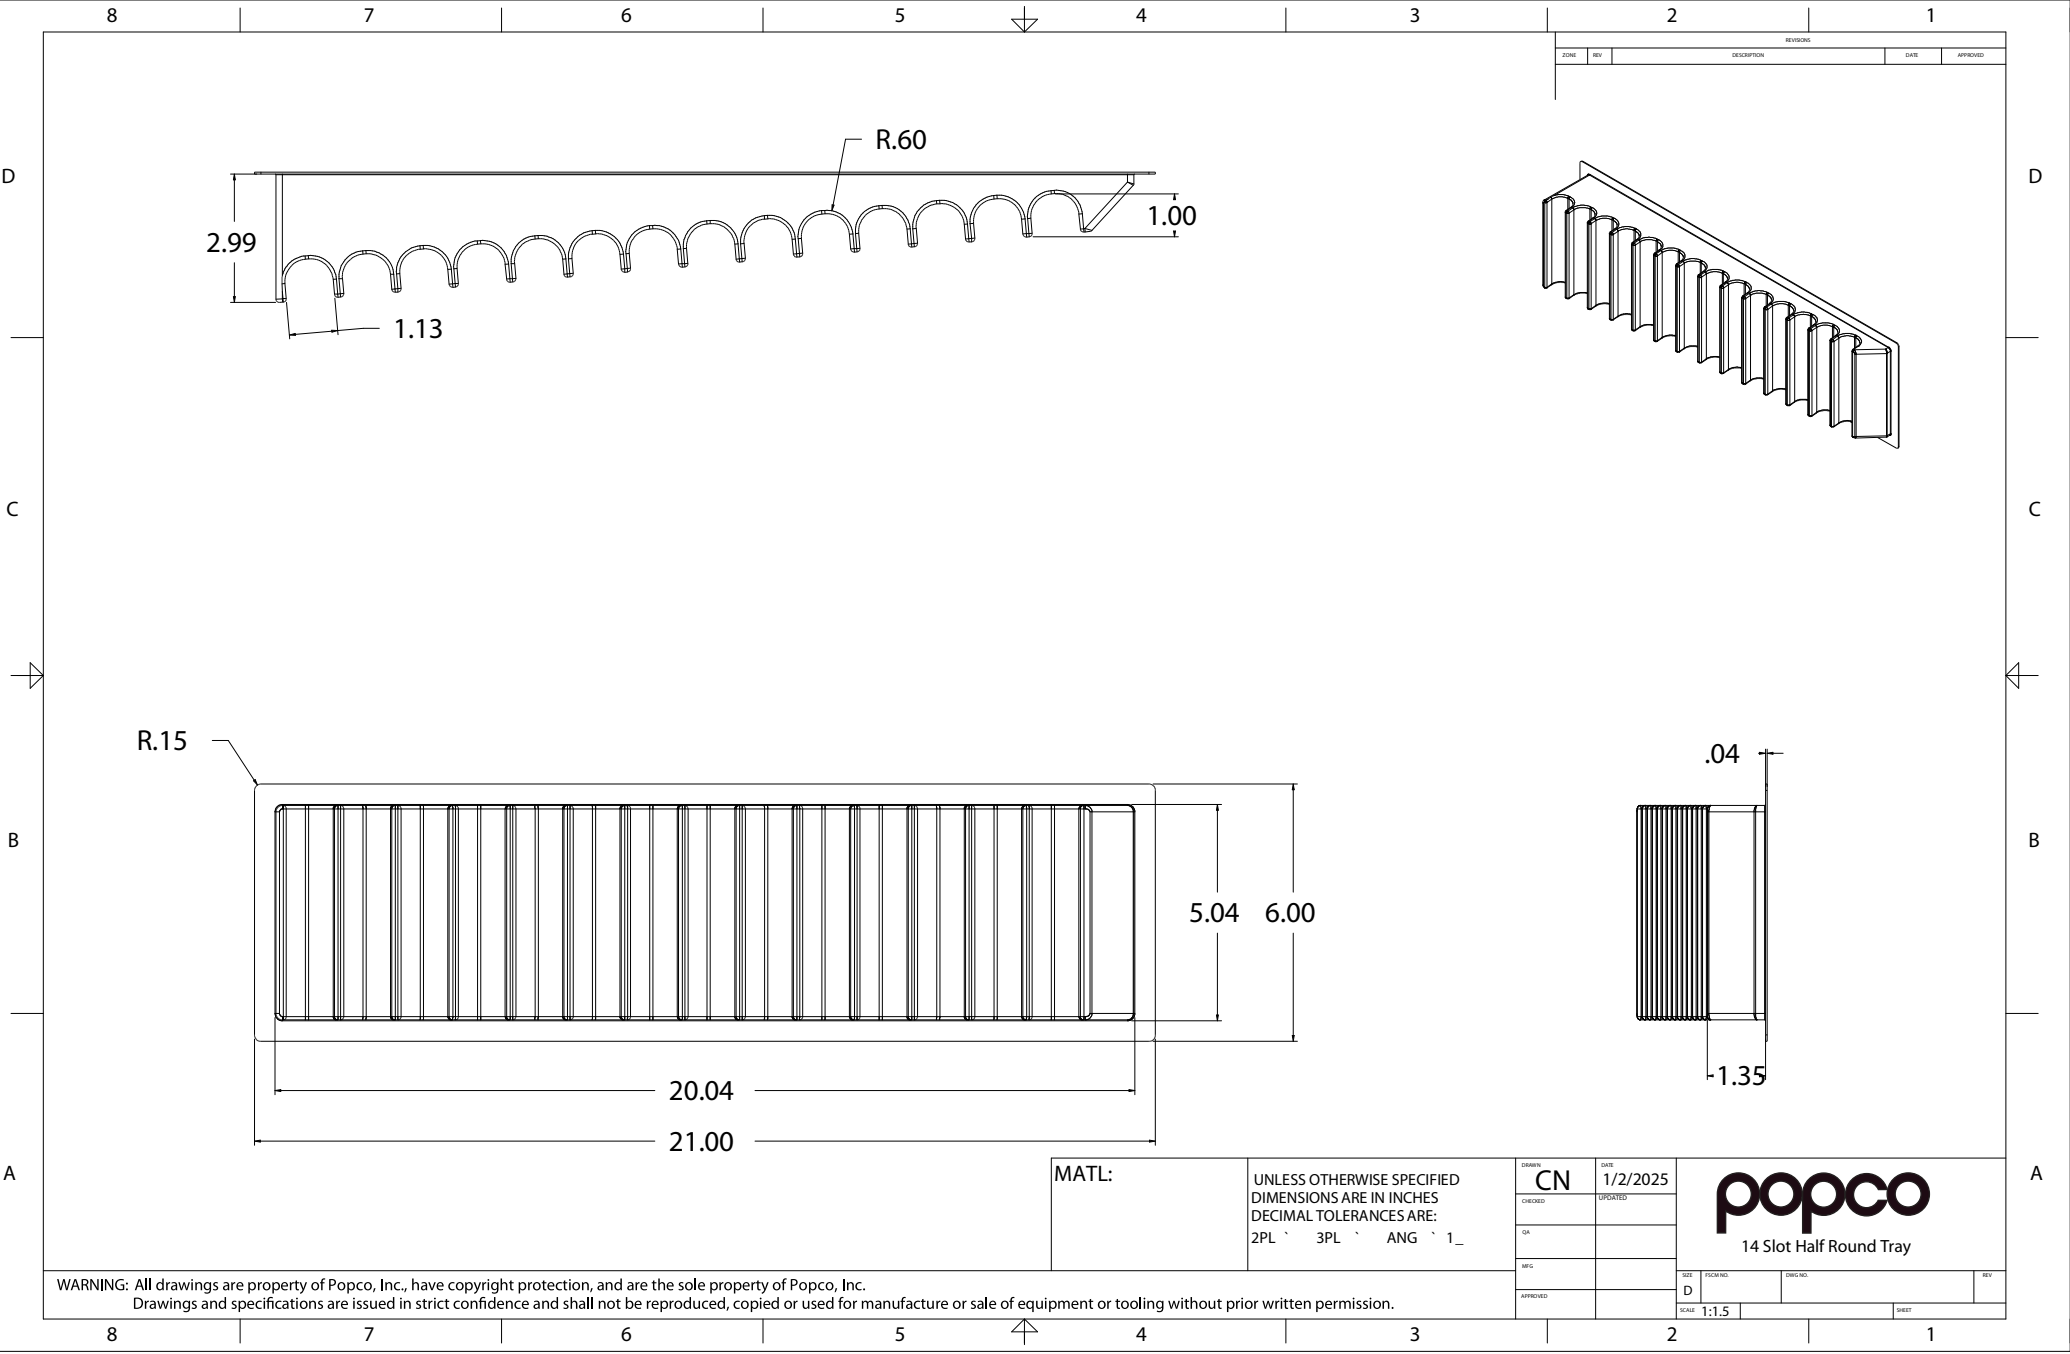 8 7 6 5 4 3 2 1
REVISIONS
ZONE REV DESCRIPTION DATE APPROVED
D D
R.60
2.99
1.00
1.13
C C
R.15
.04
B B
5.04 6.00
1.35
20.04
21.00
A A
MATL:
UNLESS OTHERWISE SPECIFIED
DIMENSIONS ARE IN INCHES
DECIMAL TOLERANCES ARE:
2PL ` 3PL ` ANG ` 1_
DRAWN
CN
DATE
1/2/2025
CHECKED
UPDATED
QA
MFG
APPROVED
popco
14 Slot Half Round Tray
SIZE
D
FSCM NO.
DWG NO.
REV
SCALE 1:1.5
SHEET
WARNING: All drawings are property of Popco, Inc., have copyright protection, and are the sole property of Popco, Inc.
Drawings and specifications are issued in strict confidence and shall not be reproduced, copied or used for manufacture or sale of equipment or tooling without prior written permission.
8 7 6 5 4 3 2 1